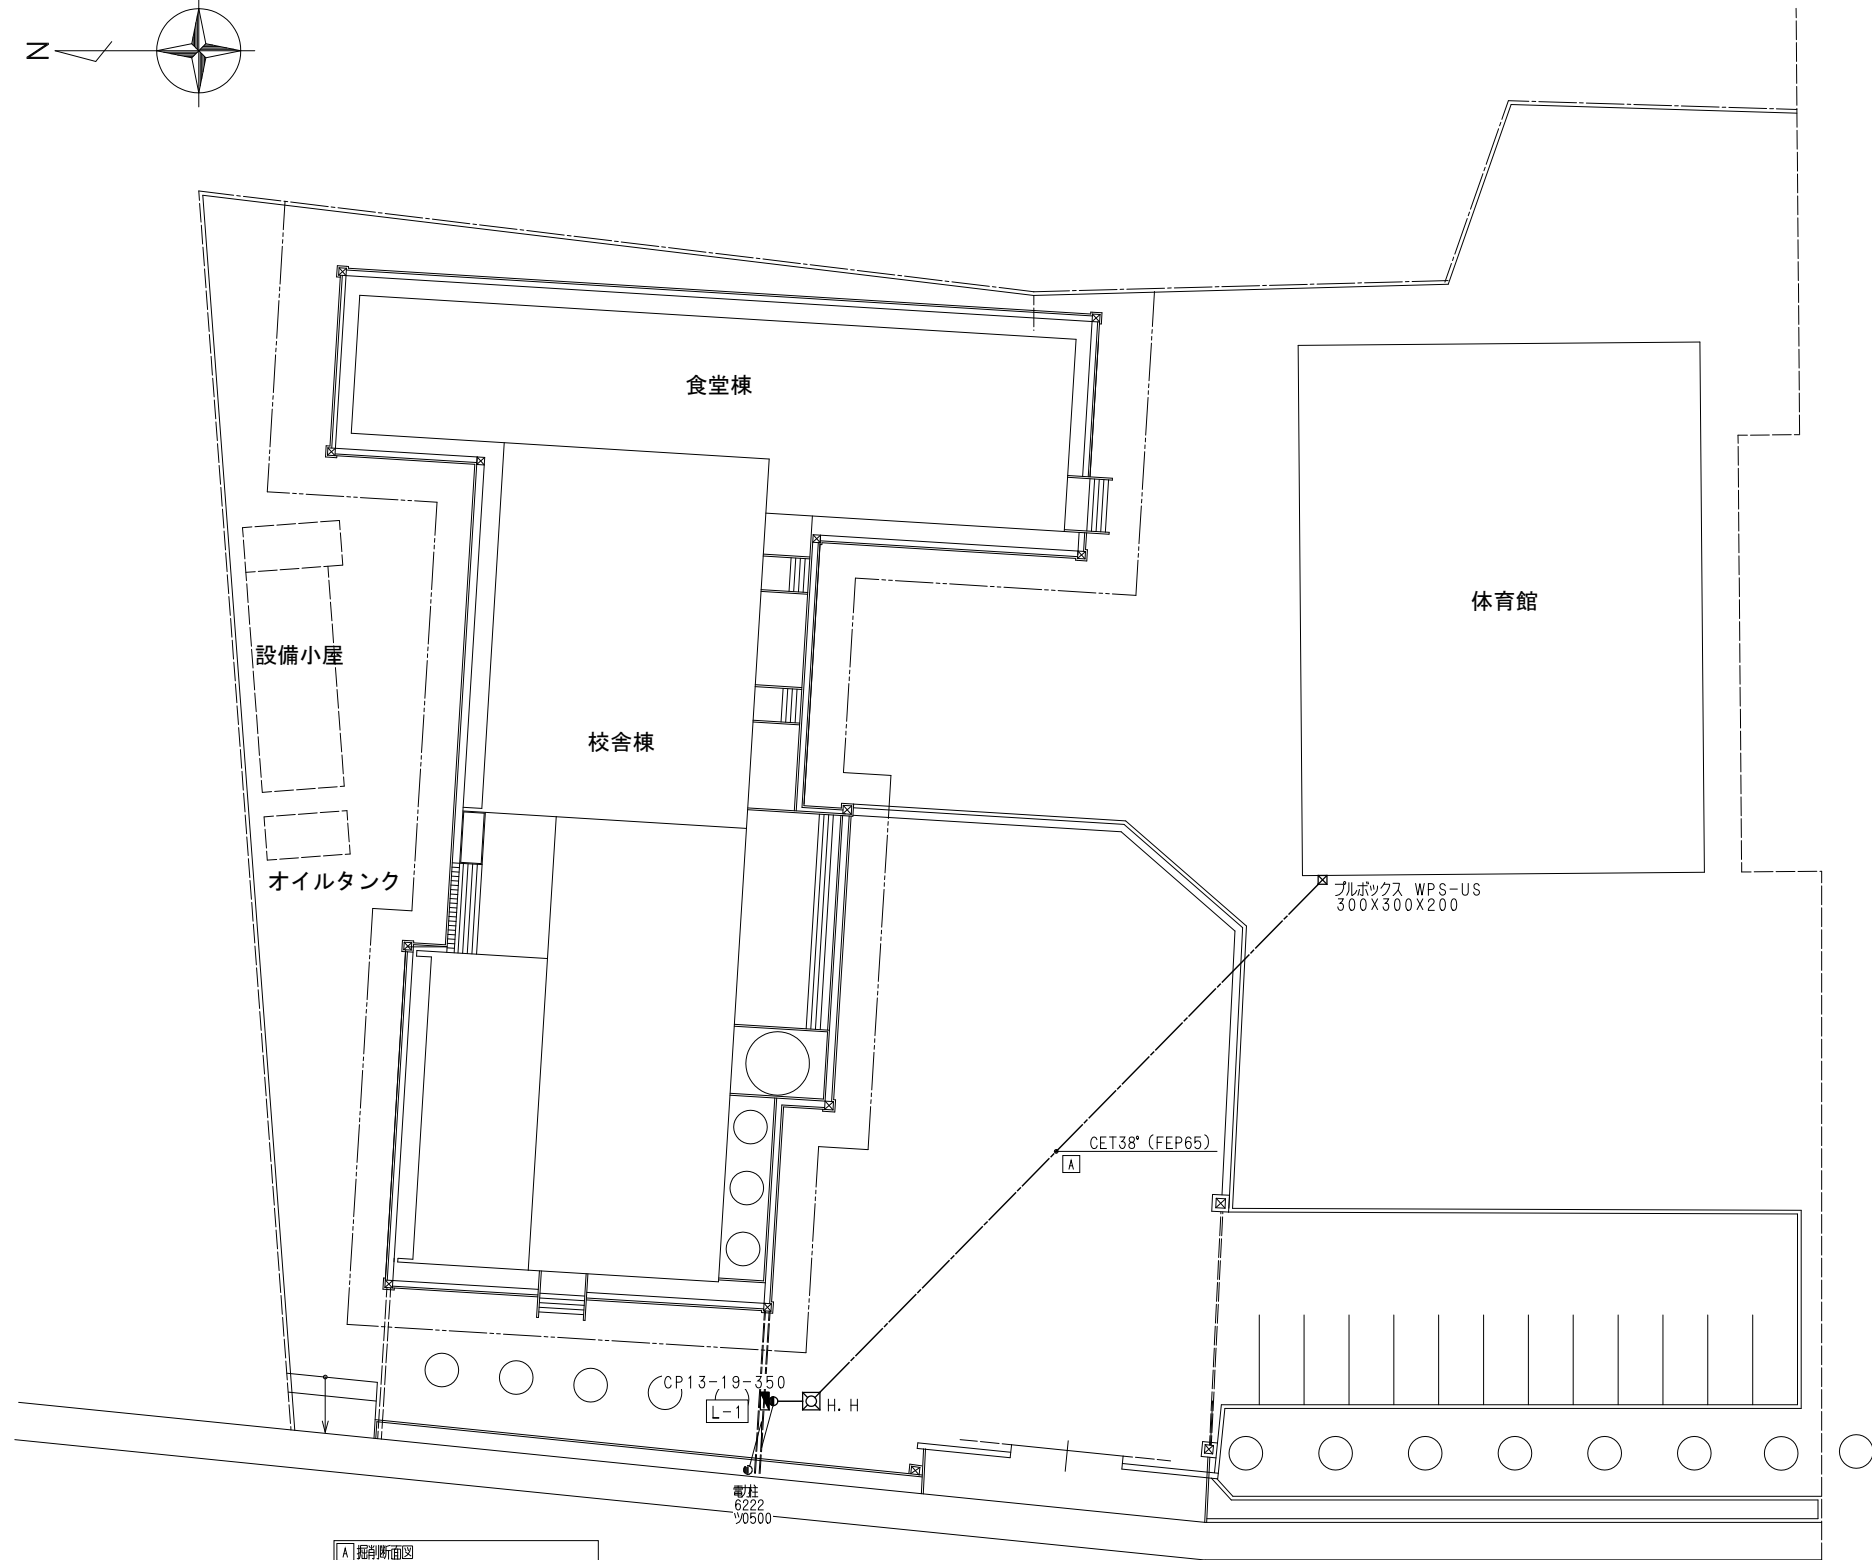 N
食堂棟
体育館
設備小屋
校舎棟
オイルタンク
プルボックス WPS-US
300X300X200
CET38° (FEP65)
A
CP13-19-350
L-1
H.H
電力柱
6222
ツ0500
A 掘削断面図